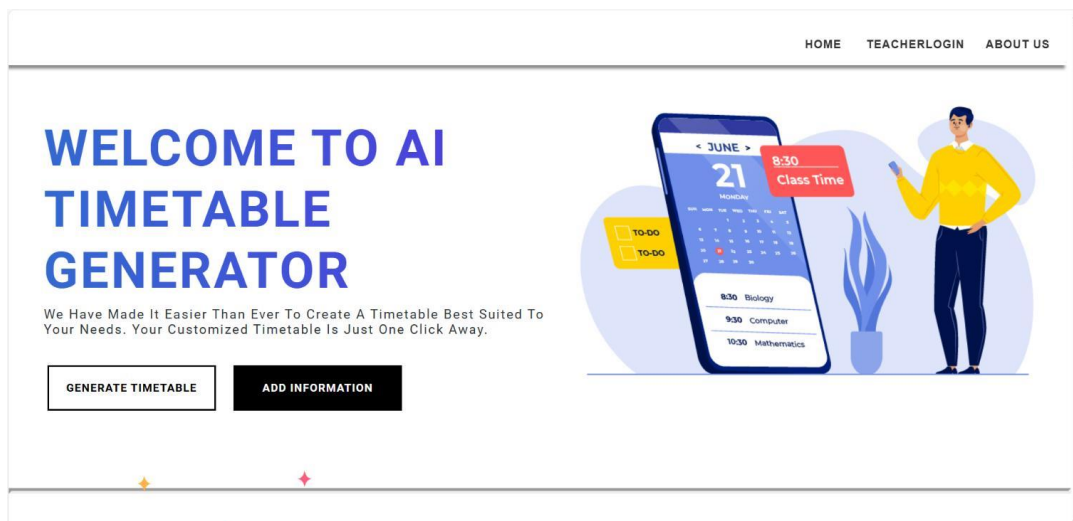 HOME TEACHERLOGIN ABOUT US
WELCOME TO AI
TIMETABLE
GENERATOR
We Have Made It Easier Than Ever To Create A Timetable Best Suited To
Your Needs. Your Customized Timetable Is Just One Click Away.
GENERATE TIMETABLE ADD INFORMATION
< JUNE >
21
MONDAY
8:30
Class Time
TO-DO
TO-DO
8:30 Biology
9:30 Computer
10:30 Mathematics